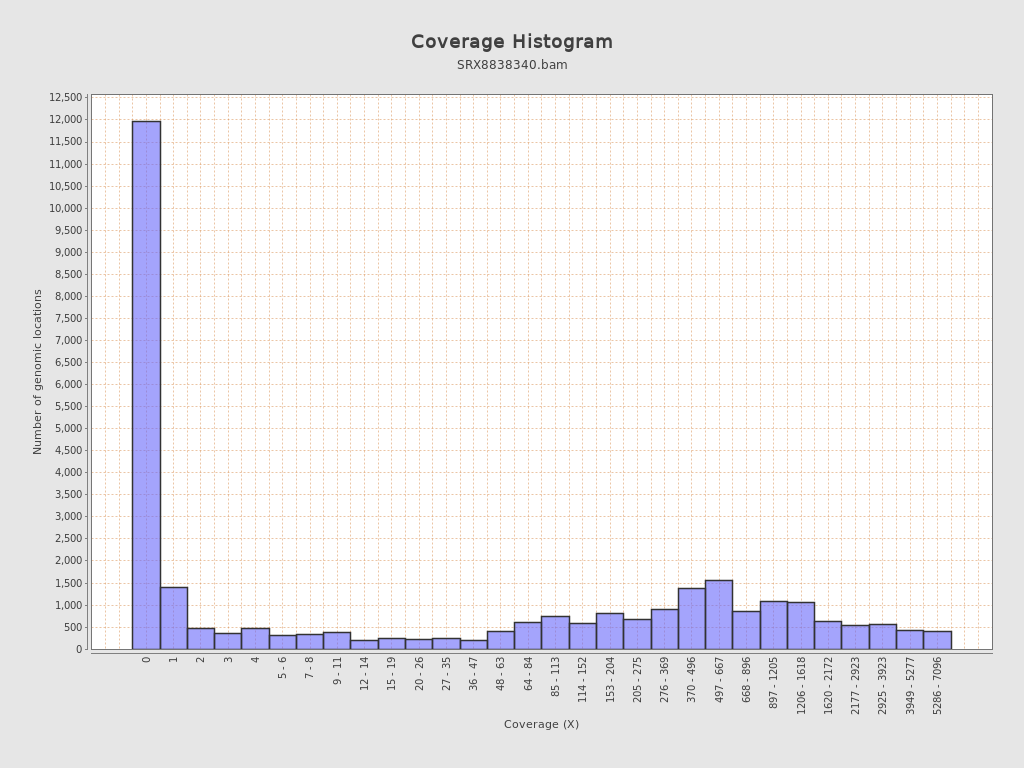 Coverage Histogram
SRX8838340.bam
Number of genomic locations
12,500
12,000
11,500
11,000
10,500
10,000
9,500
9,000
8,500
8,000
7,500
7,000
6,500
6,000
5,500
5,000
4,500
4,000
3,500
3,000
2,500
2,000
1,500
1,000
500
0
0
1
2
3
4
5 - 6
7 - 8
9 - 11
12 - 14
15 - 19
20 - 26
27 - 35
36 - 47
48 - 63
64 - 84
85 - 113
114 - 152
153 - 204
205 - 275
276 - 369
370 - 496
497 - 667
668 - 896
897 - 1205
1206 - 1618
1620 - 2172
2177 - 2923
2925 - 3923
3949 - 5277
5286 - 7096
Coverage (X)